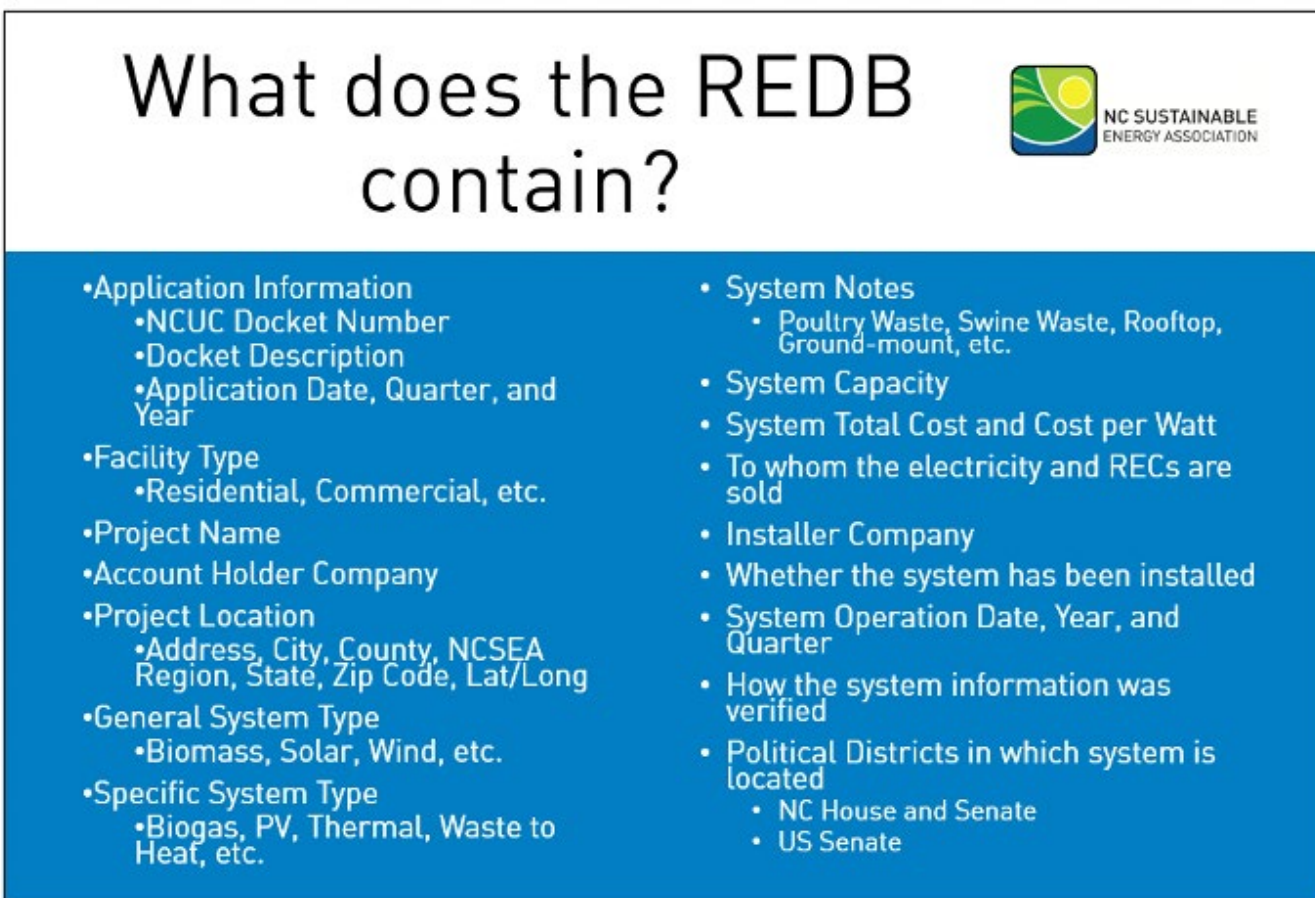 What does the REDB
contain?
NC SUSTAINABLE
ENERGY ASSOCIATION
•Application Information
•NCUC Docket Number
•Docket Description
•Application Date, Quarter, and
Year
•Facility Type
•Residential, Commercial, etc.
•Project Name
•Account Holder Company
•Project Location
•Address, City, County, NCSEA
Region, State, Zip Code, Lat/Long
•General System Type
•Biomass, Solar, Wind, etc.
•Specific System Type
•Biogas, PV, Thermal, Waste to
Heat, etc.
• System Notes
• Poultry Waste, Swine Waste, Rooftop,
Ground-mount, etc.
• System Capacity
• System Total Cost and Cost per Watt
• To whom the electricity and RECs are
sold
• Installer Company
• Whether the system has been installed
• System Operation Date, Year, and
Quarter
• How the system information was
verified
• Political Districts in which system is
located
• NC House and Senate
• US Senate